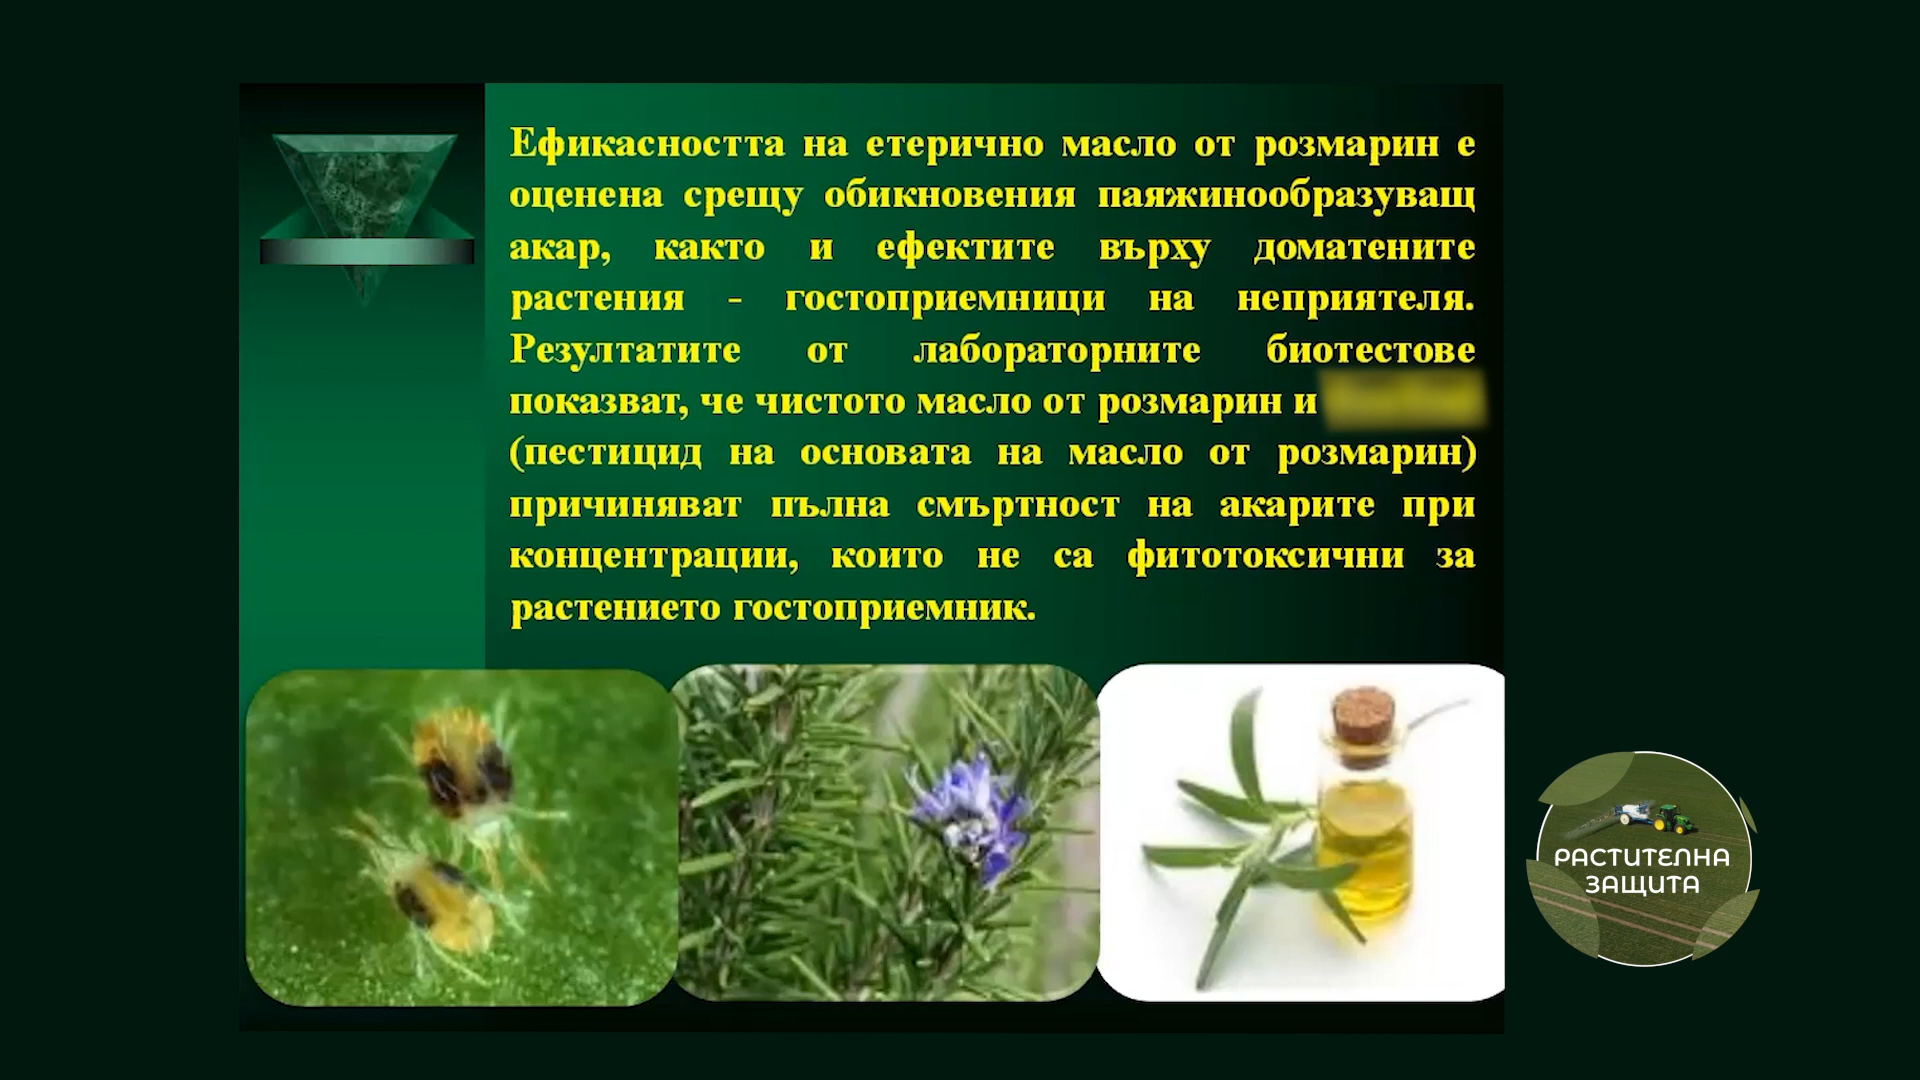 Ефикасността на етерично масло от розмарин е
оценена срещу обикновения паяжинообразуващ
акар, както и ефектите върху доматените
растения - гостоприемници на неприятеля.
Резултатите от лабораторните биотестове
показват, че чистото масло от розмарин и
(пестицид на основата на масло от розмарин)
причиняват пълна смъртност на акарите при
концентрации, които не са фитотоксични за
растението гостоприемник.
РАСТИТЕЛНА
ЗАЩИТА